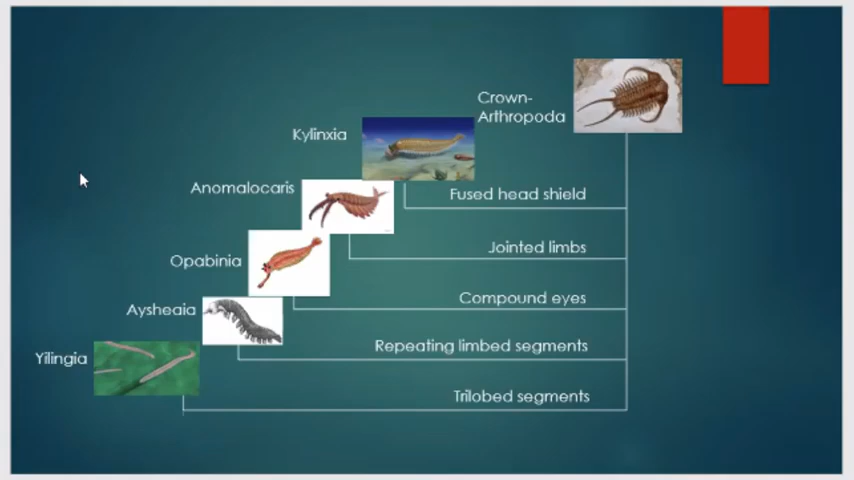 Crown-
Arthropoda
Kylinxia
Anomalocaris
Fused head shield
Jointed limbs
Opabinia
Compound eyes
Aysheaia
Repeating limbed segments
Yilingia
Trilobed segments